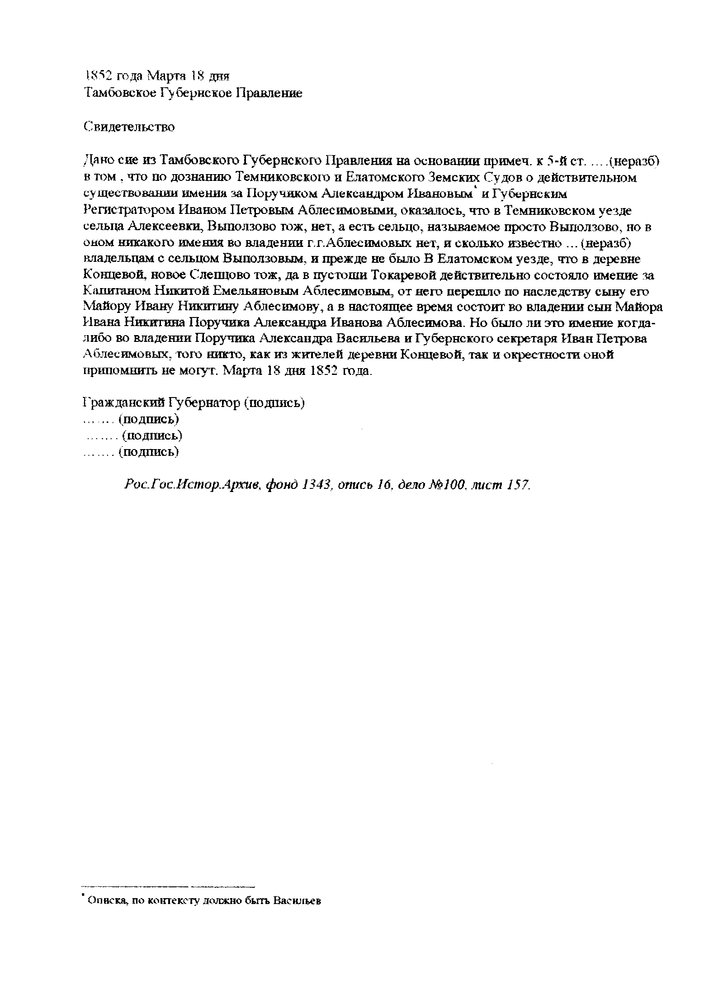 1852 года Марта 18 дня
Тамбовское Губернское Правление
Свидетельство
Дано сие из Тамбовского Губернского Правления на основании примеч. к 5-й ст. .....(неразб)
в том , что по дознанию Темниковского и Елатомского Земских Судов о действительном
существовании имения за Поручиком Александром Ивановым* и Губернским
Регистратором Иваном Петровым Аблесимовыми, оказалось, что в Темниковском уезде
сельца Алексеевки, Выползово тож, нет, а есть сельцо, называемое просто Выползово, но в
оном никакого имения во владении г.г.Аблесимовых нет, и сколько известно ... (неразб)
владельцам с сельцом Выползовым, и прежде не было В Елатомском уезде, что в деревне
Концевой, новое Слепцово тож, да в пустоши Токаревой действительно состояло имение за
Капитаном Никитой Емельяновым Аблесимовым, от него перешло по наследству сыну его
Майору Ивану Никитину Аблесимову, а в настоящее время состоит во владении сын Майора
Ивана Никитина Поручика Александра Иванова Аблесимова. Но было ли это имение когда-
либо во владении Поручика Александра Васильева и Губернского секретаря Иван Петрова
Аблесимовых, того никто, как из жителей деревни Концевой, так и окрестности оной
припомнить не могут. Марта 18 дня 1852 года.
Гражданский Губернатор (подпись)
....... (подпись)
....... (подпись)
....... (подпись)
Рос.Гос.Истор.Архив, фонд 1343, опись 16, дело №100, лист 157.
* Описка, по контексту должно быть Васильев